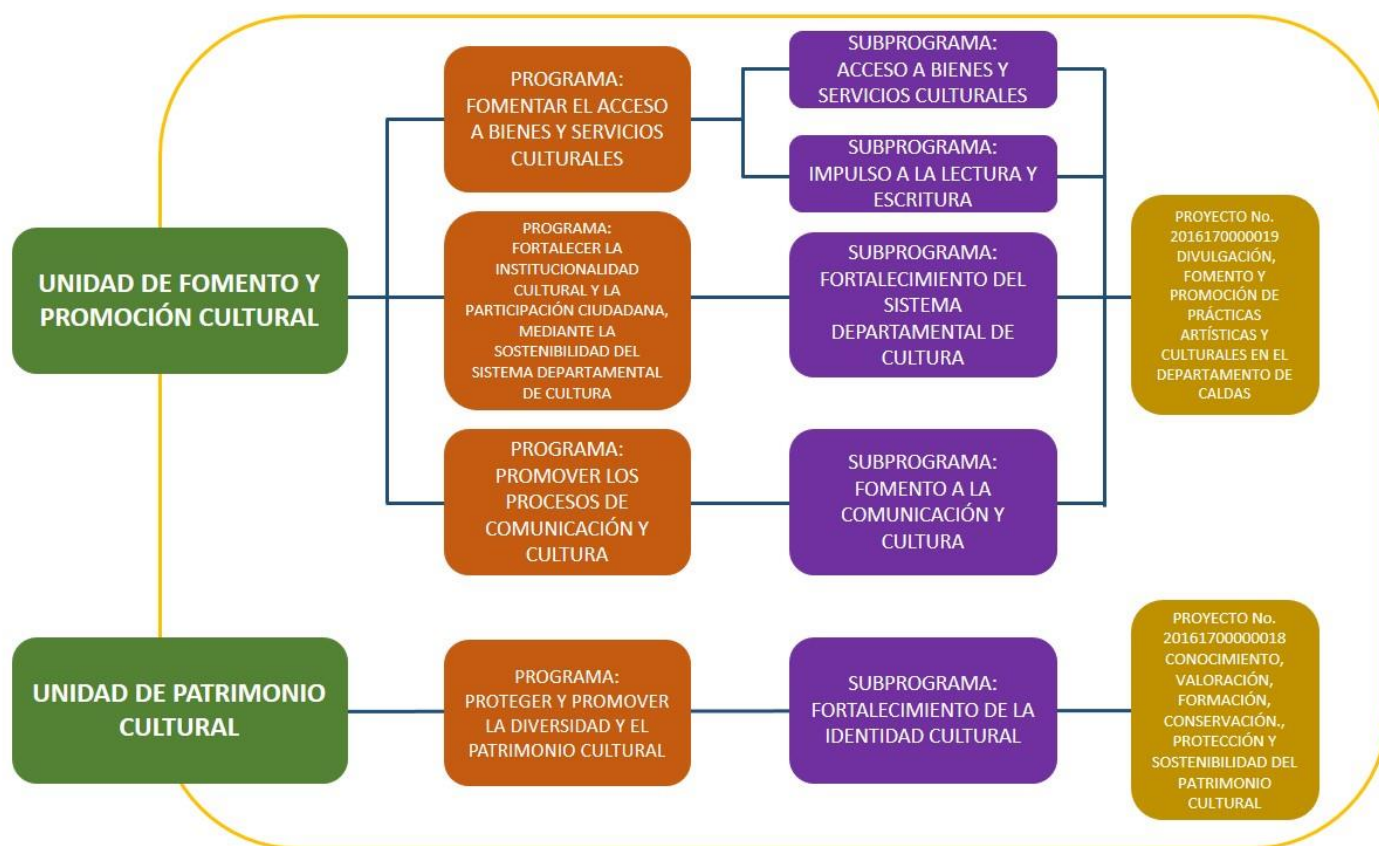 UNIDAD DE FOMENTO Y
PROMOCIÓN CULTURAL
PROGRAMA:
FOMENTAR EL ACCESO
A BIENES Y SERVICIOS
CULTURALES
SUBPROGRAMA:
ACCESO A BIENES Y
SERVICIOS CULTURALES
SUBPROGRAMA:
IMPULSO A LA LECTURA Y
ESCRITURA
PROGRAMA:
FORTALECER LA
INSTITUCIONALIDAD
CULTURAL Y LA
PARTICIPACIÓN CIUDADANA,
MEDIANTE LA
SOSTENIBILIDAD DEL
SISTEMA DEPARTAMENTAL
DE CULTURA
SUBPROGRAMA:
FORTALECIMIENTO DEL
SISTEMA
DEPARTAMENTAL DE
CULTURA
PROGRAMA:
PROMOVER LOS
PROCESOS DE
COMUNICACIÓN Y
CULTURA
SUBPROGRAMA:
FOMENTO A LA
COMUNICACIÓN Y
CULTURA
PROYECTO No.
2016170000019
DIVULGACIÓN,
FOMENTO Y
PROMOCIÓN DE
PRÁCTICAS
ARTÍSTICAS Y
CULTURALES EN EL
DEPARTAMENTO DE
CALDAS
UNIDAD DE PATRIMONIO
CULTURAL
PROGRAMA:
PROTEGER Y PROMOVER
LA DIVERSIDAD Y EL
PATRIMONIO CULTURAL
SUBPROGRAMA:
FORTALECIMIENTO DE LA
IDENTIDAD CULTURAL
PROYECTO No.
20161700000018
CONOCIMIENTO,
VALORACIÓN,
FORMACIÓN,
CONSERVACIÓN.,
PROTECCIÓN Y
SOSTENIBILIDAD DEL
PATRIMONIO
CULTURAL